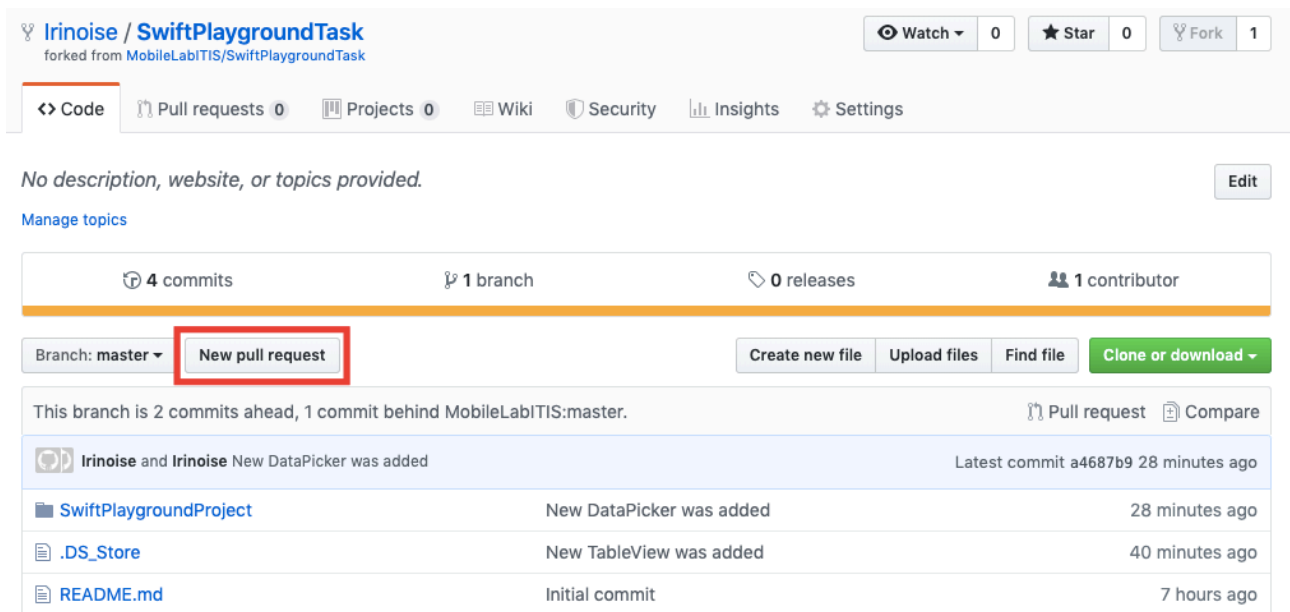 Irinoise / SwiftPlaygroundTask
forked from MobileLabITIS/SwiftPlaygroundTask
Watch 0 Star 0 Fork 1
Code Pull requests 0 Projects 0 Wiki Security Insights Settings
No description, website, or topics provided.
Edit
Manage topics
4 commits 1 branch 0 releases 1 contributor
Branch: master New pull request Create new file Upload files Find file Clone or download
This branch is 2 commits ahead, 1 commit behind MobileLabITIS:master. Pull request Compare
Irinoise and Irinoise New DataPicker was added Latest commit a4687b9 28 minutes ago
SwiftPlaygroundProject New DataPicker was added 28 minutes ago
.DS_Store New TableView was added 40 minutes ago
README.md Initial commit 7 hours ago